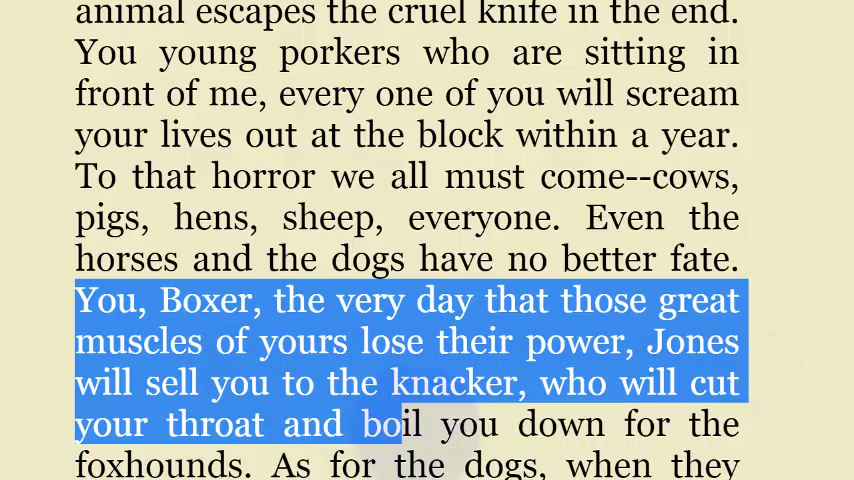 animal escapes the cruel knife in the end.
You young porkers who are sitting in
front of me, every one of you will scream
your lives out at the block within a year.
To that horror we all must come--cows,
pigs, hens, sheep, everyone. Even the
horses and the dogs have no better fate.
You, Boxer, the very day that those great
muscles of yours lose their power, Jones
will sell you to the knacker, who will cut
your throat and boil you down for the
foxhounds. As for the dogs, when they